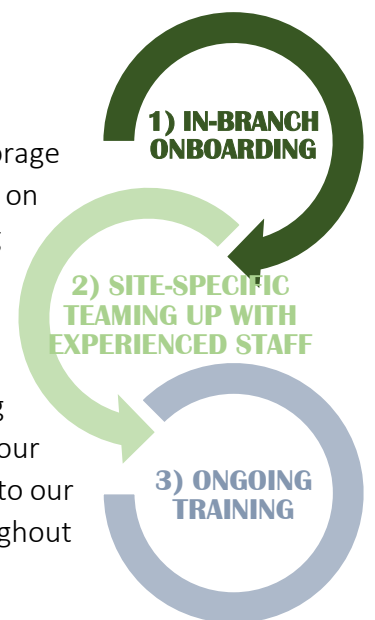 orage
on
g
our
to our
ghout
1) IN-BRANCH
ONBOARDING
2) SITE-SPECIFIC
TEAMING UP WITH
EXPERIENCED STAFF
3) ONGOING
TRAINING